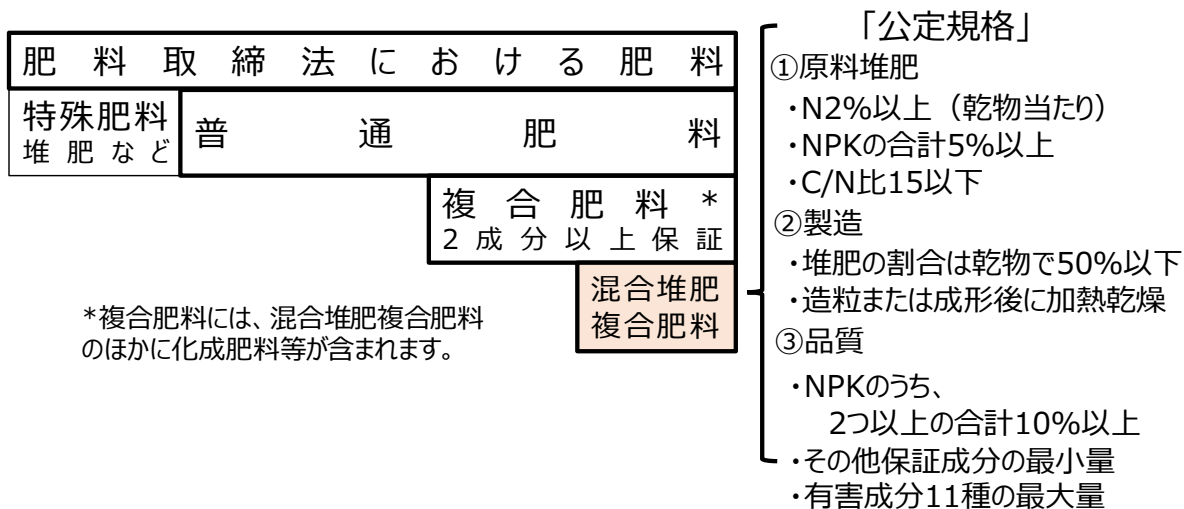 肥料取締法における肥料
特殊肥料
堆肥など
普通肥料
複合肥料*
2成分以上保証
混合堆肥
複合肥料
*複合肥料には、混合堆肥複合肥料
のほかに化成肥料等が含まれます。
「公定規格」
①原料堆肥
・N2%以上（乾物当たり）
・NPKの合計5%以上
・C/N比15以下
②製造
・堆肥の割合は乾物で50%以下
・造粒または成形後に加熱乾燥
③品質
・NPKのうち、
2つ以上の合計10%以上
・その他保証成分の最小量
・有害成分11種の最大量